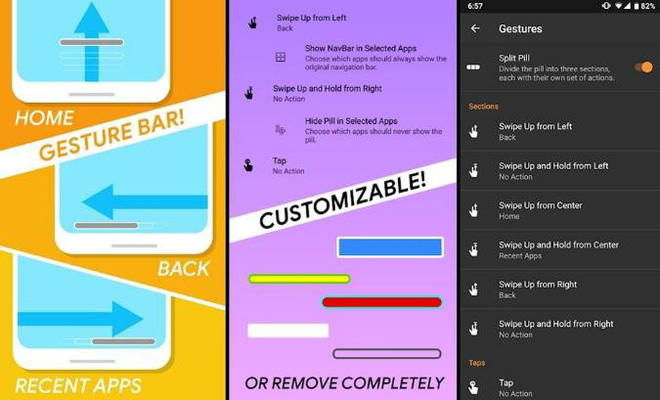 HOME
GESTURE BAR!
BACK
RECENT APPS
Swipe Up from Left
Back
Show NavBar in Selected Apps
Choose which apps should always show the
original navigation bar.
Swipe Up and Hold from Right
No Action
Hide Pill in Selected Apps
Choose which apps should never show the
pill.
Tap
No Action
CUSTOMIZABLE!
OR REMOVE COMPLETELY
6:57
82%
Gestures
Split Pill
Divide the pill into three sections,
each with their own set of actions.
Sections
Swipe Up from Left
Back
Swipe Up and Hold from Left
No Action
Swipe Up from Center
Home
Swipe Up and Hold from Center
Recent Apps
Swipe Up from Right
Back
Swipe Up and Hold from Right
No Action
Taps
Tap
No Action